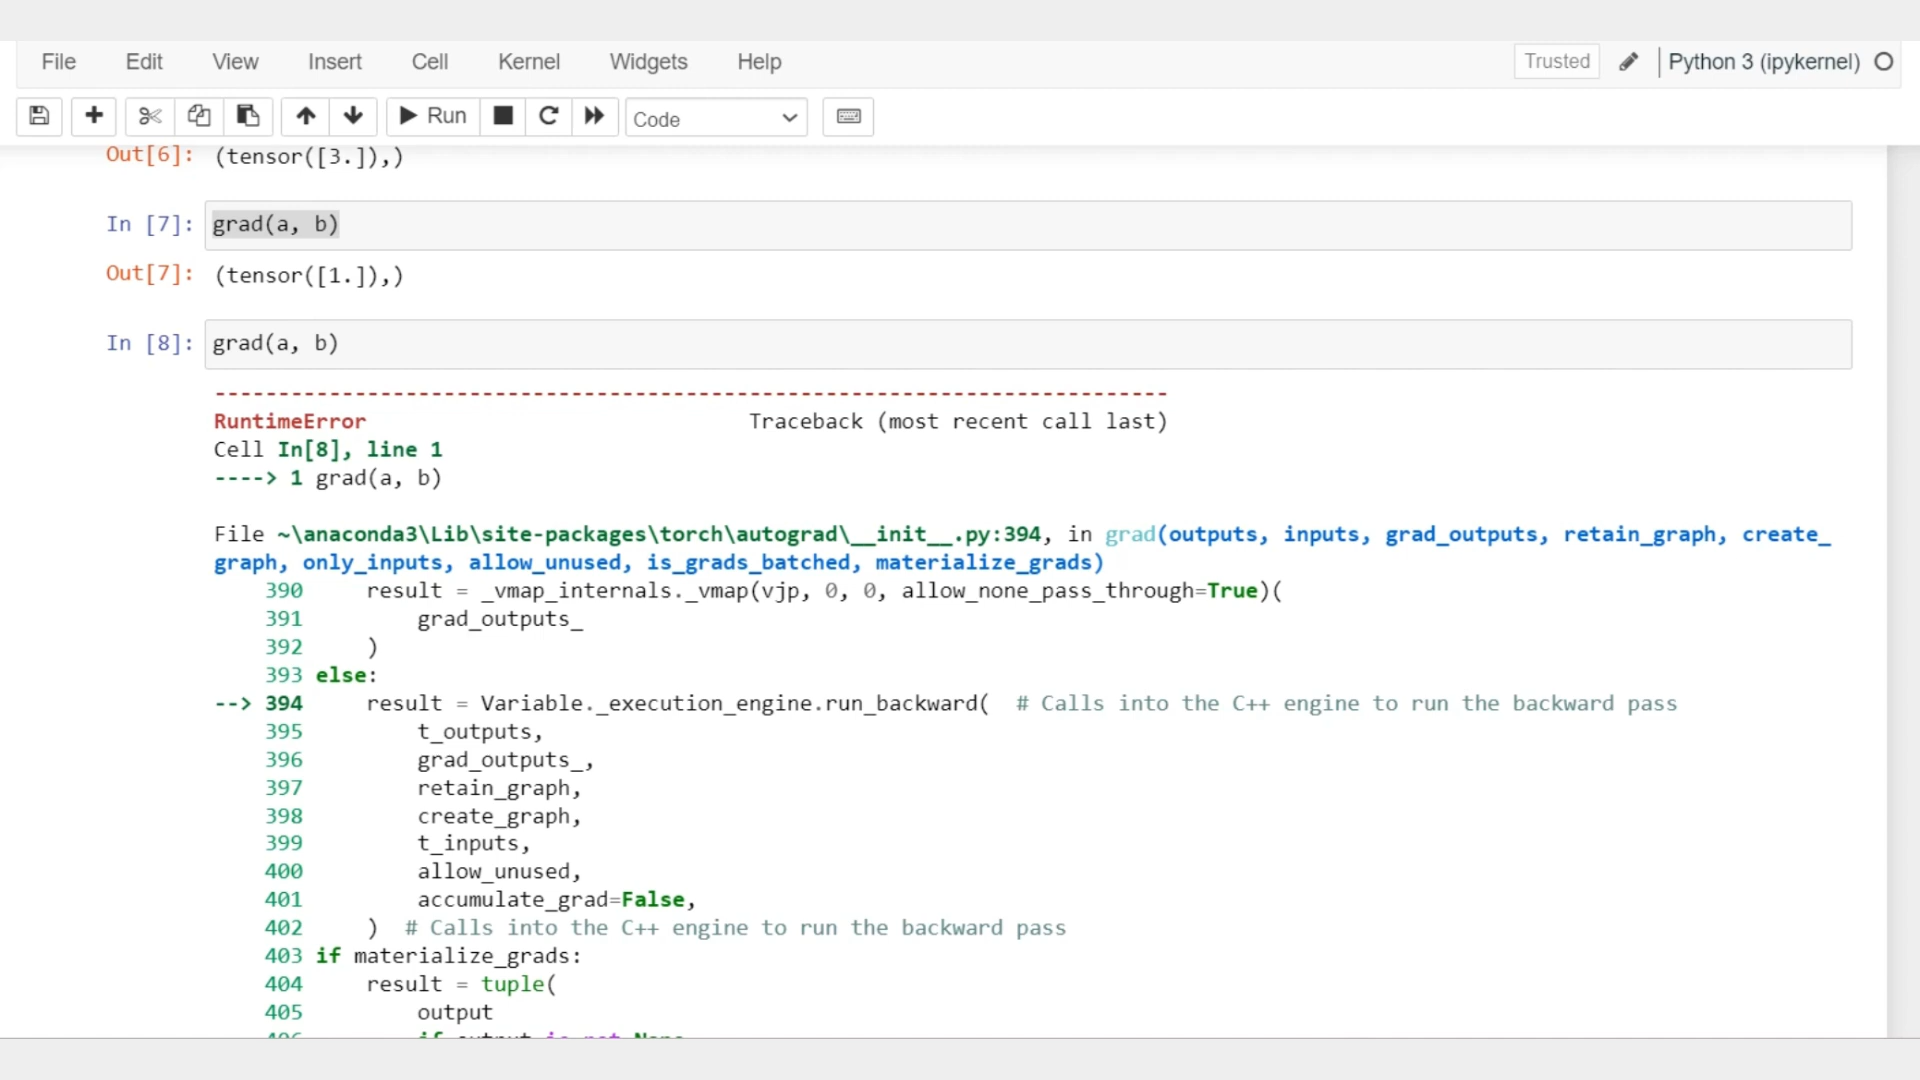 File Edit View Insert Cell Kernel Widgets Help Trusted Python 3 (ipykernel)
Run Code
Out[6]: (tensor([3.]),)
In [7]: grad(a, b)
Out[7]: (tensor([1.]),)
In [8]: grad(a, b)
---------------------------------------------------------------------------
RuntimeError Traceback (most recent call last)
Cell In[8], line 1
----> 1 grad(a, b)
File ~\anaconda3\Lib\site-packages\torch\autograd\__init__.py:394, in grad(outputs, inputs, grad_outputs, retain_graph, create_
graph, only_inputs, allow_unused, is_grads_batched, materialize_grads)
390 result = _vmap_internals._vmap(vjp, 0, 0, allow_none_pass_through=True)(
391 grad_outputs_
392 )
393 else:
--> 394 result = Variable._execution_engine.run_backward( # Calls into the C++ engine to run the backward pass
395 t_outputs,
396 grad_outputs_,
397 retain_graph,
398 create_graph,
399 t_inputs,
400 allow_unused,
401 accumulate_grad=False,
402 ) # Calls into the C++ engine to run the backward pass
403 if materialize_grads:
404 result = tuple(
405 output
406 if output is not None